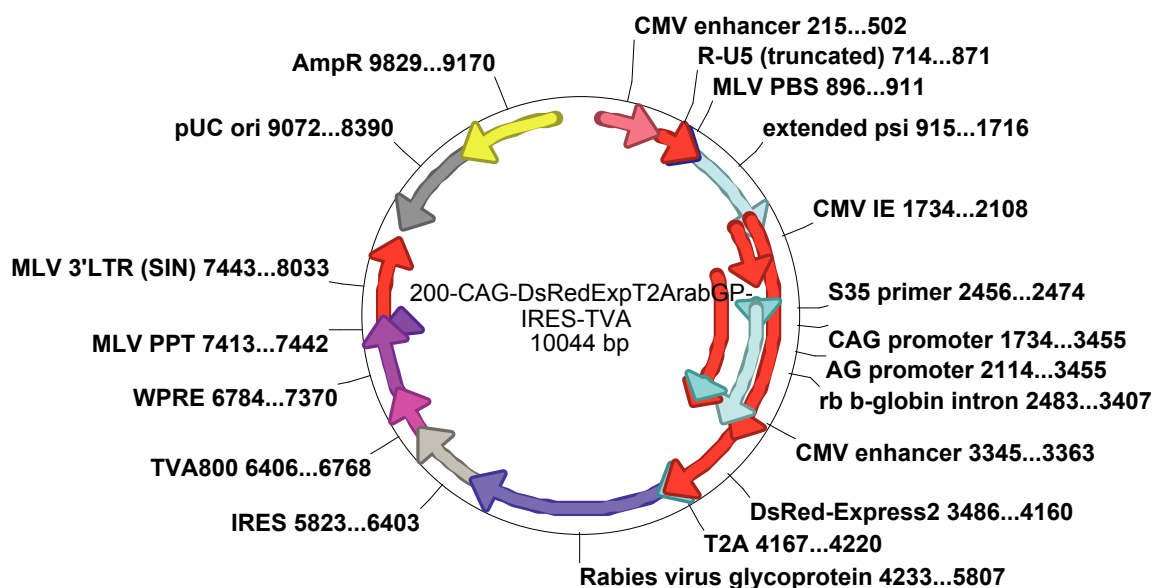 CMV enhancer 215...502
R-U5 (truncated) 714...871
AmpR 9829...9170
MLV PBS 896...911
pUC ori 9072...8390
extended psi 915...1716
CMV IE 1734...2108
MLV 3'LTR (SIN) 7443...8033
200-CAG-DsRedExpT2ArabGP-
IRES-TVA
10044 bp
S35 primer 2456...2474
CAG promoter 1734...3455
MLV PPT 7413...7442
AG promoter 2114...3455
WPRE 6784...7370
rb b-globin intron 2483...3407
CMV enhancer 3345...3363
TVA800 6406...6768
DsRed-Express2 3486...4160
IRES 5823...6403
T2A 4167...4220
Rabies virus glycoprotein 4233...5807